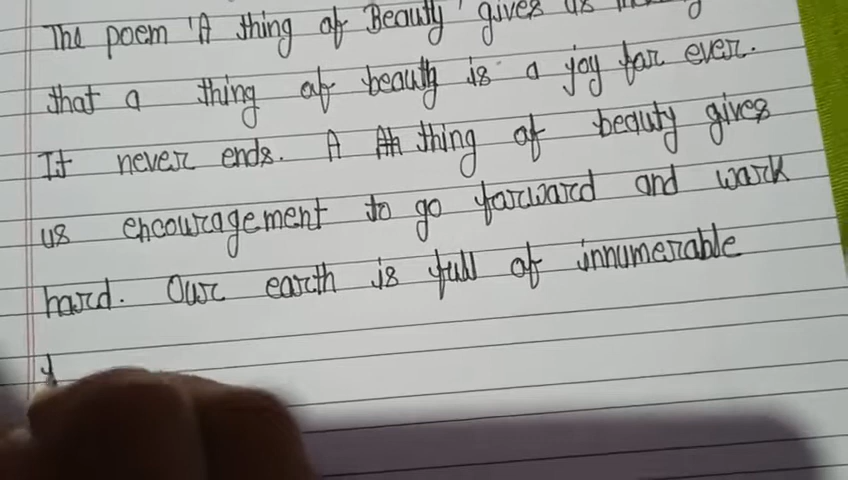 The poem 'A thing of Beauty' gives us
that a thing of beauty is a joy for ever.
It never ends. A thing of beauty gives
us encouragement to go forward and work
hard. Our earth is full of innumerable